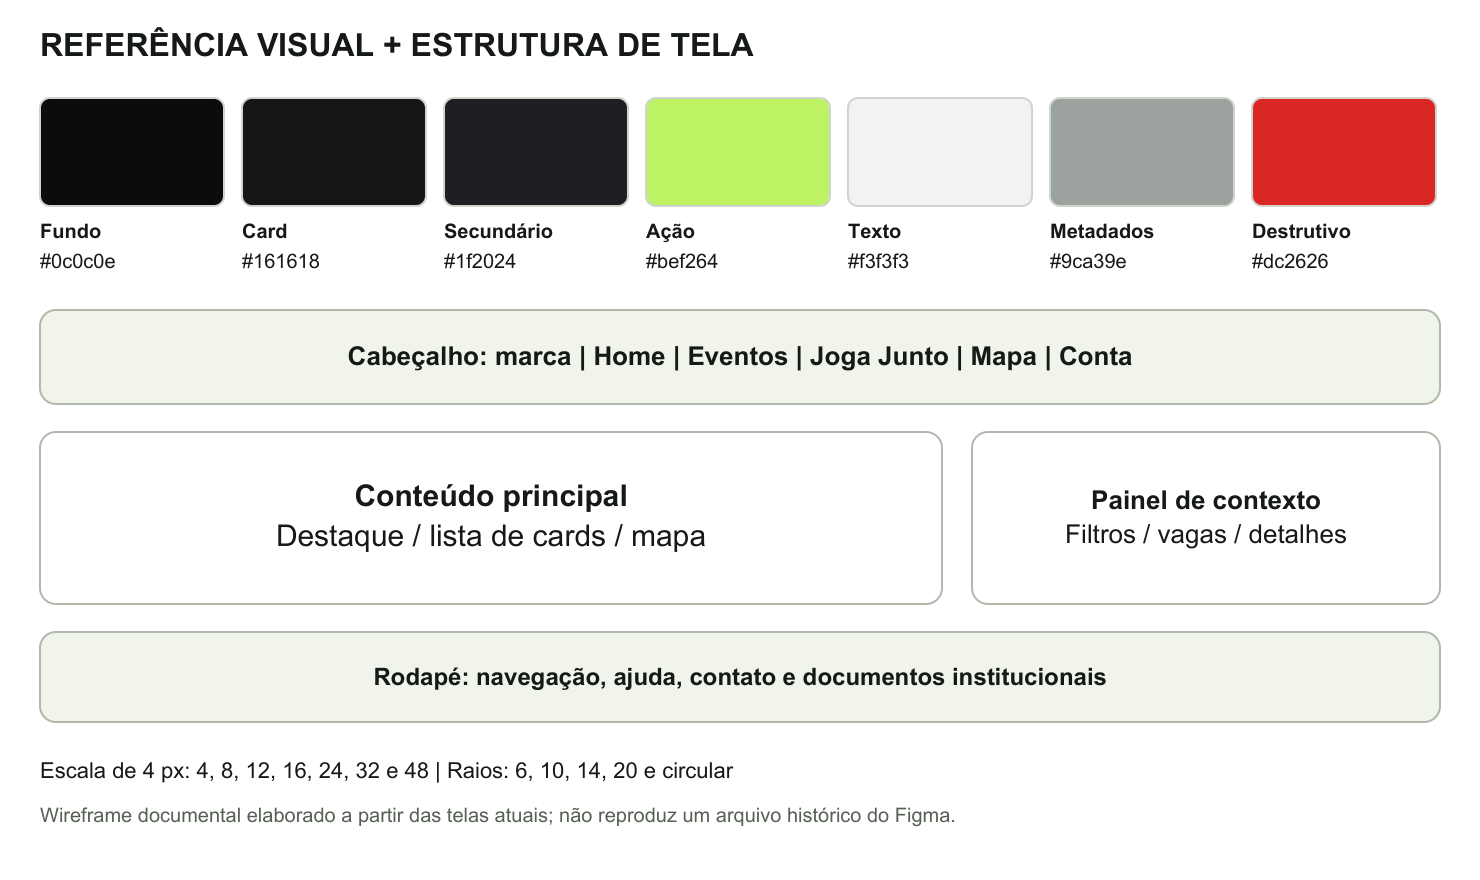 REFERÊNCIA VISUAL + ESTRUTURA DE TELA
Fundo
#0c0c0e
Card
#161618
Secundário
#1f2024
Ação
#bef264
Texto
#f3f3f3
Metadados
#9ca39e
Destrutivo
#dc2626
Cabeçalho: marca | Home | Eventos | Joga Junto | Mapa | Conta
Conteúdo principal
Destaque / lista de cards / mapa
Painel de contexto
Filtros / vagas / detalhes
Rodapé: navegação, ajuda, contato e documentos institucionais
Escala de 4 px: 4, 8, 12, 16, 24, 32 e 48 | Raios: 6, 10, 14, 20 e circular
Wireframe documental elaborado a partir das telas atuais; não reproduz um arquivo histórico do Figma.